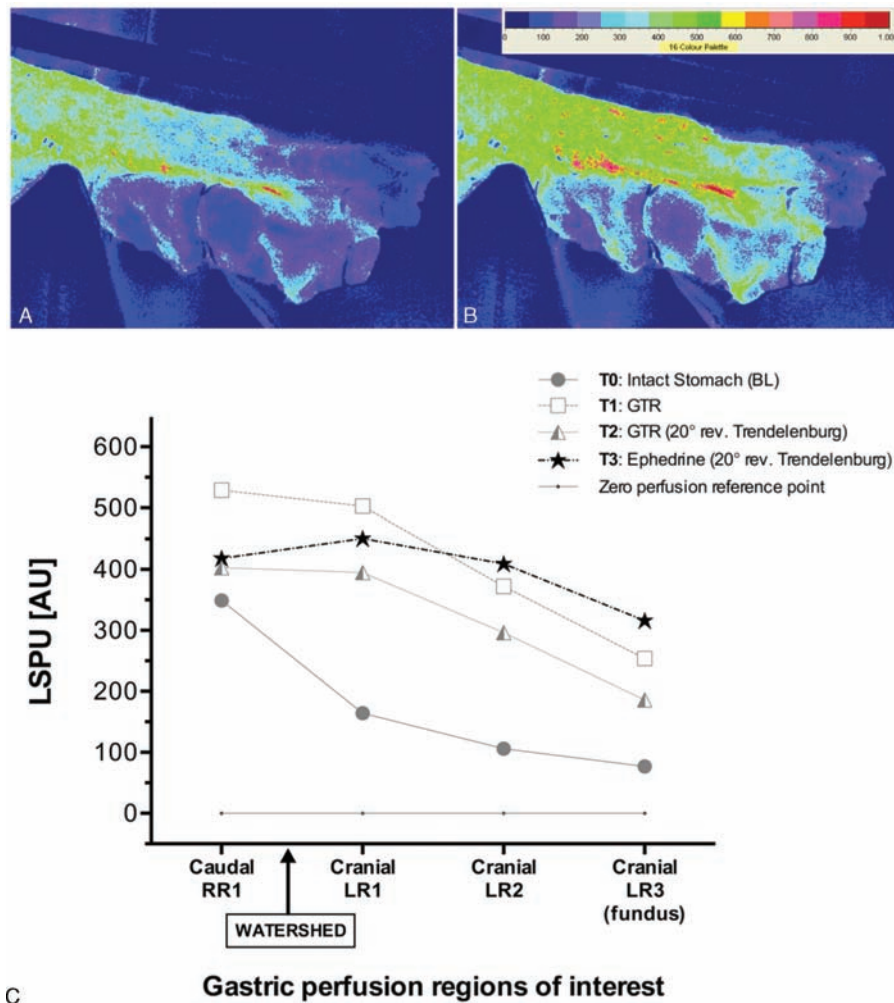 0 100 200 300 400 500 600 700 800 900 1.00
16 Colour Palette
A
B
T0: Intact Stomach (BL)
T1: GTR
T2: GTR (20° rev. Trendelenburg)
T3: Ephedrine (20° rev. Trendelenburg)
Zero perfusion reference point
LSPU [AU]
600
500
400
300
200
100
0
Caudal RR1
Cranial LR1
Cranial LR2
Cranial LR3 (fundus)
WATERSHED
C
Gastric perfusion regions of interest